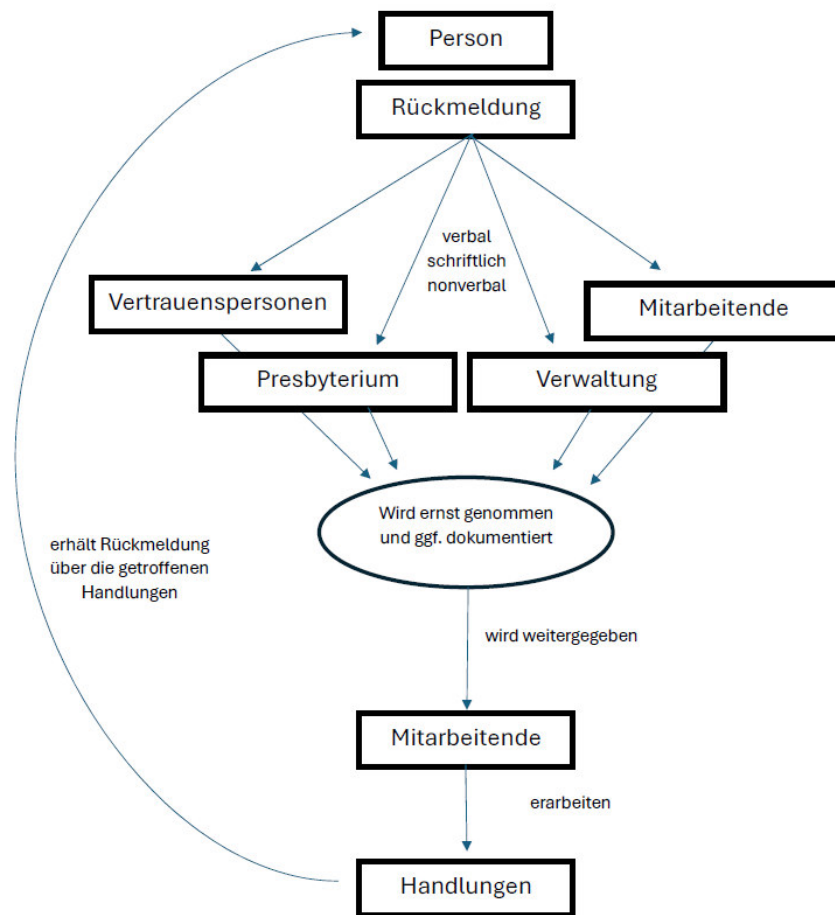 Person
Rückmeldung
verbal
schriftlich
nonverbal
Vertrauenspersonen
Mitarbeitende
Presbyterium
Verwaltung
Wird ernst genommen
und ggf. dokumentiert
erhält Rückmeldung
über die getroffenen
Handlungen
wird weitergegeben
Mitarbeitende
erarbeiten
Handlungen